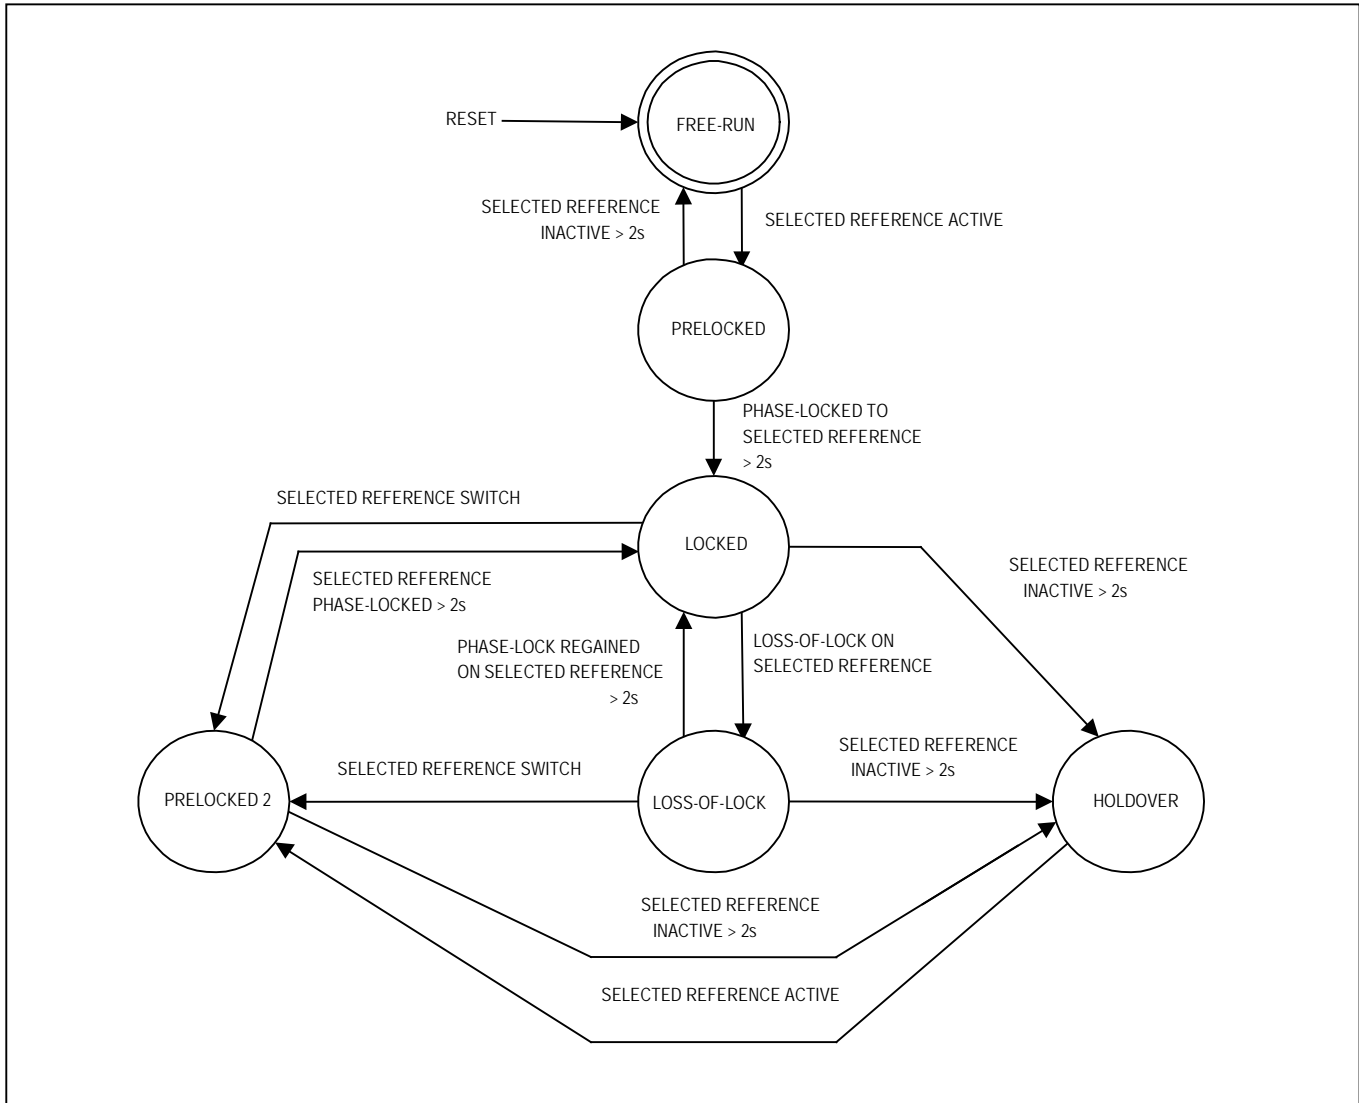 RESET
FREE-RUN
SELECTED REFERENCE
INACTIVE > 2s
SELECTED REFERENCE ACTIVE
PRELOCKED
PHASE-LOCKED TO
SELECTED REFERENCE
> 2s
SELECTED REFERENCE SWITCH
LOCKED
SELECTED REFERENCE
INACTIVE > 2s
SELECTED REFERENCE
PHASE-LOCKED > 2s
PHASE-LOCK REGAINED
ON SELECTED REFERENCE
> 2s
LOSS-OF-LOCK ON
SELECTED REFERENCE
SELECTED REFERENCE SWITCH
SELECTED REFERENCE
INACTIVE > 2s
PRELOCKED 2
LOSS-OF-LOCK
HOLDOVER
SELECTED REFERENCE
INACTIVE > 2s
SELECTED REFERENCE ACTIVE